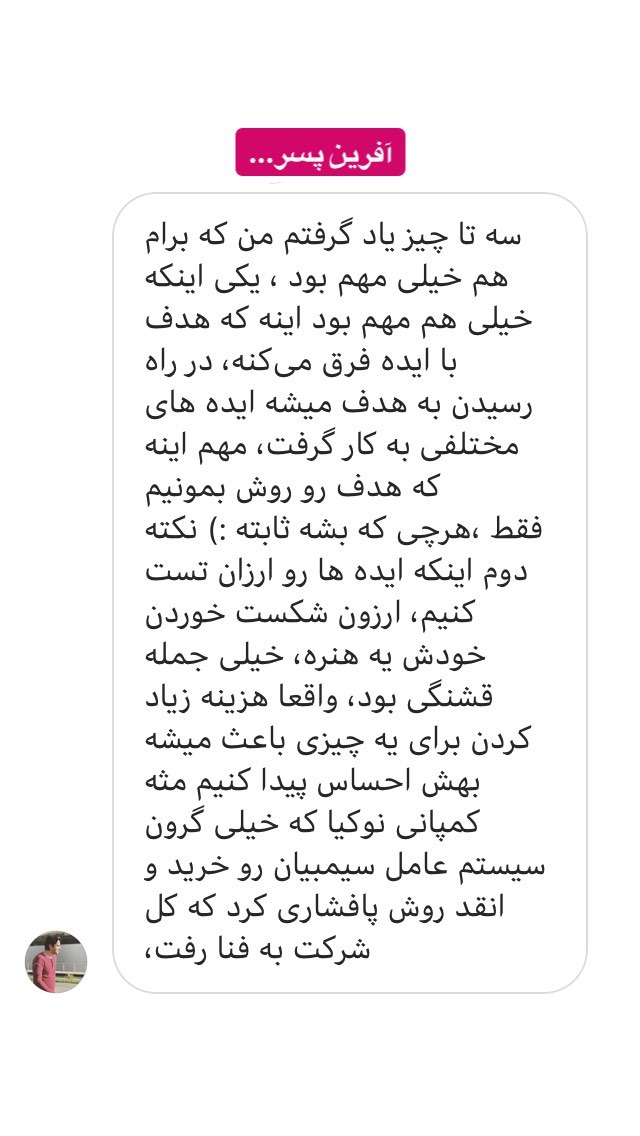 آفرین پسر...
سه تا چیز یاد گرفتم من که برام
هم خیلی مهم بود ، یکی اینکه
خیلی هم مهم بود اینه که هدف
با ایده فرق می‌کنه، در راه
رسیدن به هدف میشه ایده های
مختلفی به کار گرفت، مهم اینه
که هدف رو روش بمونیم
فقط ،هرچی که بشه ثابته :) نکته
دوم اینکه ایده ها رو ارزان تست
کنیم، ارزون شکست خوردن
خودش یه هنره، خیلی جمله
قشنگی بود، واقعا هزینه زیاد
کردن برای یه چیزی باعث میشه
بهش احساس پیدا کنیم مثه
کمپانی نوکیا که خیلی گرون
سیستم عامل سیمبیان رو خرید و
انقد روش پافشاری کرد که کل
شرکت به فنا رفت،